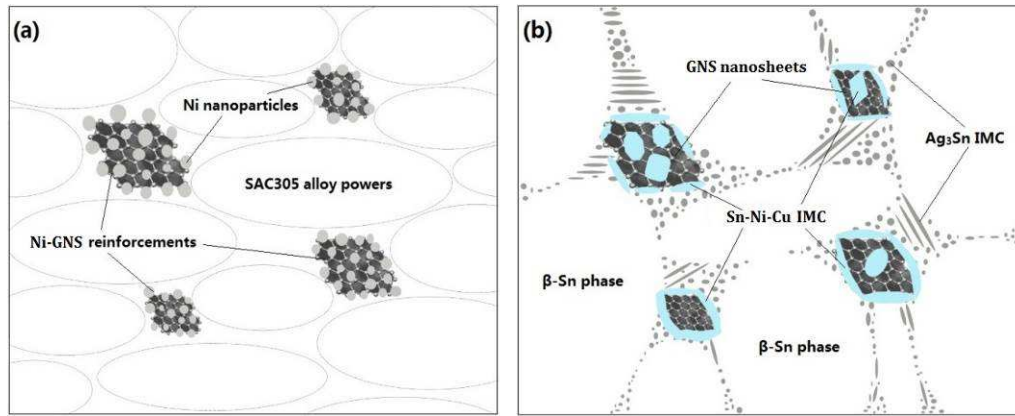 (a)
Ni nanoparticles
SAC305 alloy powers
Ni-GNS reinforcements
(b)
GNS nanosheets
Ag₃Sn IMC
Sn-Ni-Cu IMC
β-Sn phase
β-Sn phase